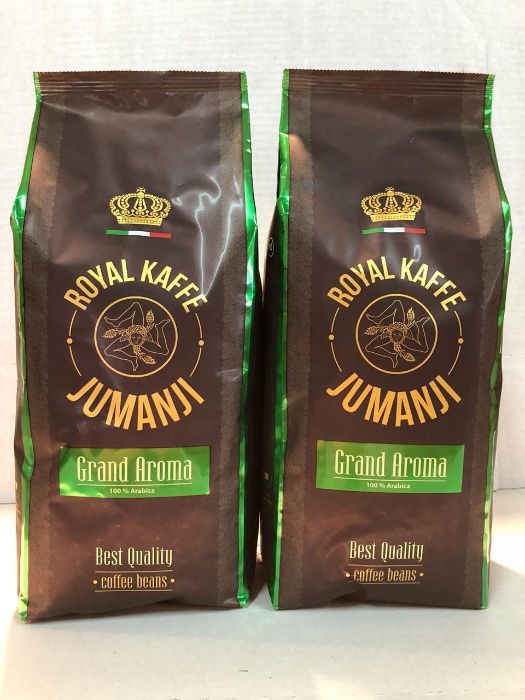 ROYAL KAFFE
JUMANJI
Grand Aroma
100 % Arabica
Best Quality
• coffee beans •
ROYAL KAFFE
JUMANJI
Grand Aroma
100 % Arabica
Best Quality
• coffee beans •